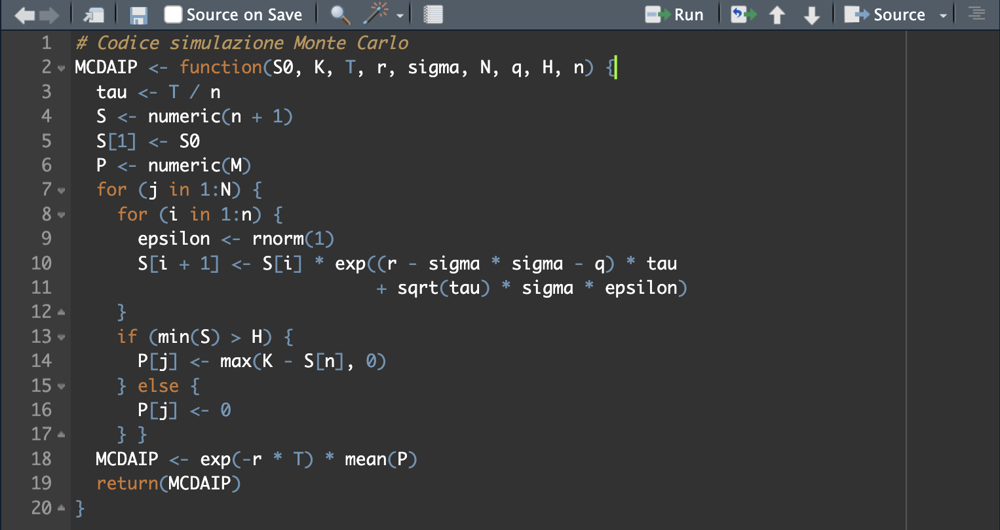 Source on Save Run Source
1 # Codice simulazione Monte Carlo
2 MCDAIP <- function(S0, K, T, r, sigma, N, q, H, n) {
3   tau <- T / n
4   S <- numeric(n + 1)
5   S[1] <- S0
6   P <- numeric(M)
7   for (j in 1:N) {
8     for (i in 1:n) {
9       epsilon <- rnorm(1)
10       S[i + 1] <- S[i] * exp((r - sigma * sigma - q) * tau
11                              + sqrt(tau) * sigma * epsilon)
12     }
13     if (min(S) > H) {
14       P[j] <- max(K - S[n], 0)
15     } else {
16       P[j] <- 0
17     } }
18   MCDAIP <- exp(-r * T) * mean(P)
19   return(MCDAIP)
20 }